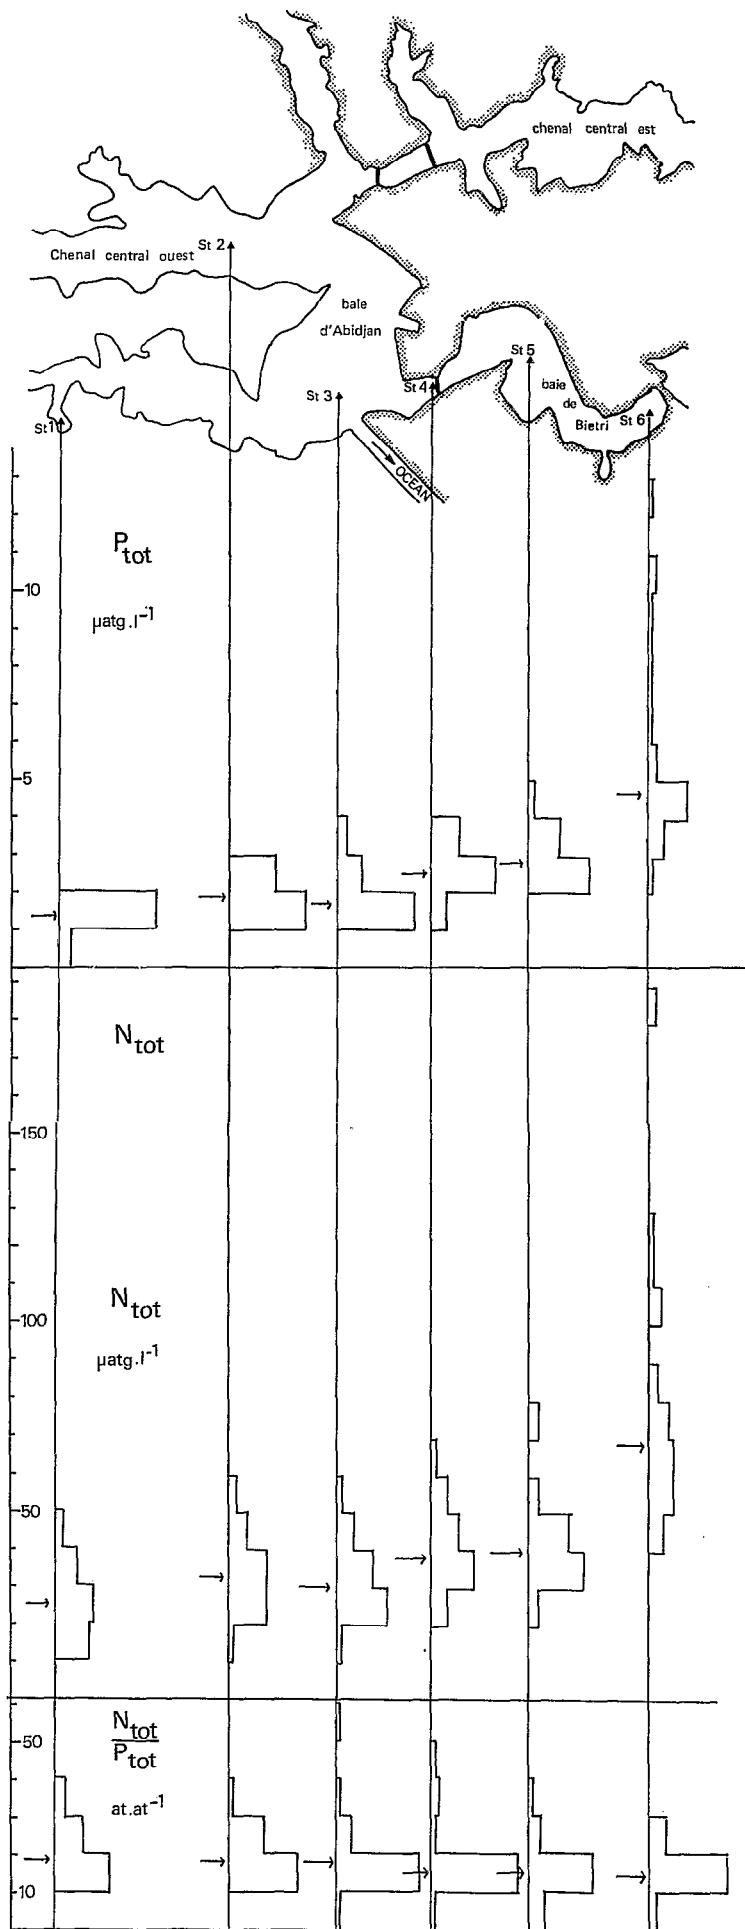 chenal central est
St 2
Chenal central ouest
baie
d'Abidjan
St 5
St 4
St 3
baie
de
Bietri
St 6
St1
OCEAN
P tot
10
µatg.l⁻¹
5
N tot
150
N tot
100
µatg.l⁻¹
50
N tot
50
P tot
at.at⁻¹
10